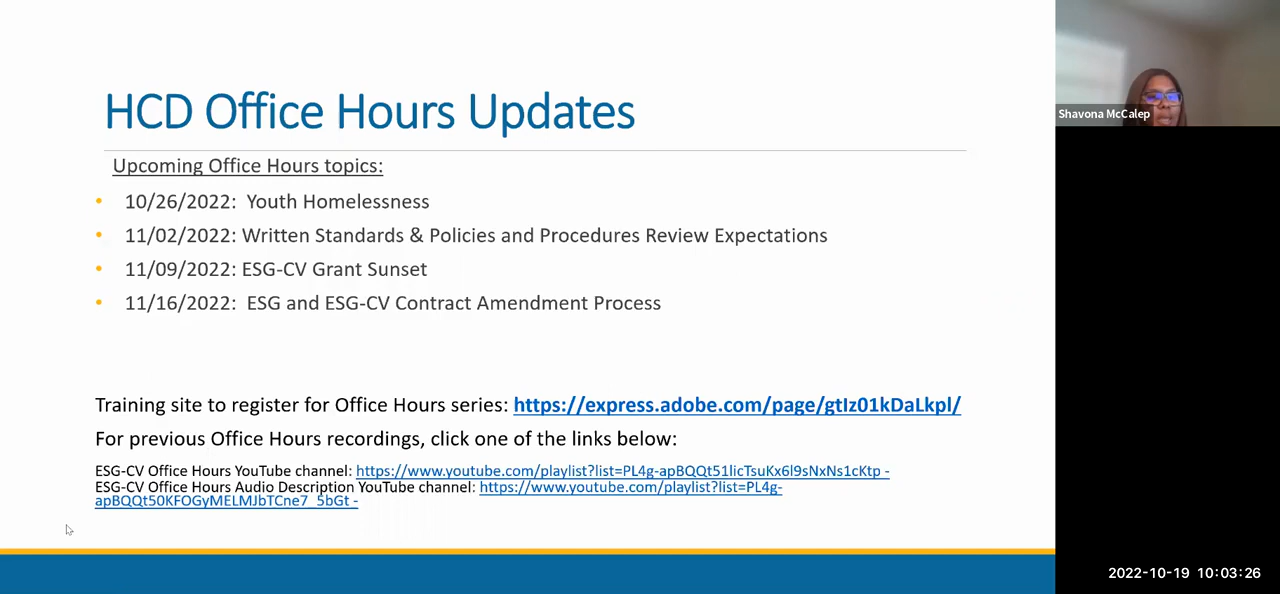 HCD Office Hours Updates
Shavona McCalep
Upcoming Office Hours topics:
• 10/26/2022:  Youth Homelessness
• 11/02/2022: Written Standards & Policies and Procedures Review Expectations
• 11/09/2022: ESG-CV Grant Sunset
• 11/16/2022:  ESG and ESG-CV Contract Amendment Process
Training site to register for Office Hours series: https://express.adobe.com/page/gtIz01kDaLkpl/
For previous Office Hours recordings, click one of the links below:
ESG-CV Office Hours YouTube channel: https://www.youtube.com/playlist?list=PL4g-apBQQt51licTsuKx6l9sNxNs1cKtp -
ESG-CV Office Hours Audio Description YouTube channel: https://www.youtube.com/playlist?list=PL4g-
apBQQt50KFOGyMELMJbTCne7_5bGt -
2022-10-19 10:03:26